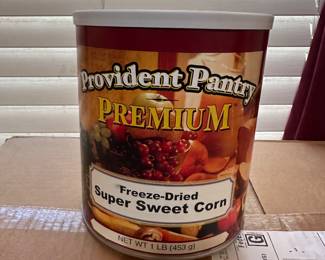 Provident Pantry
PREMIUM
Freeze-Dried
Super Sweet Corn
NET WT 1 LB (453 g)